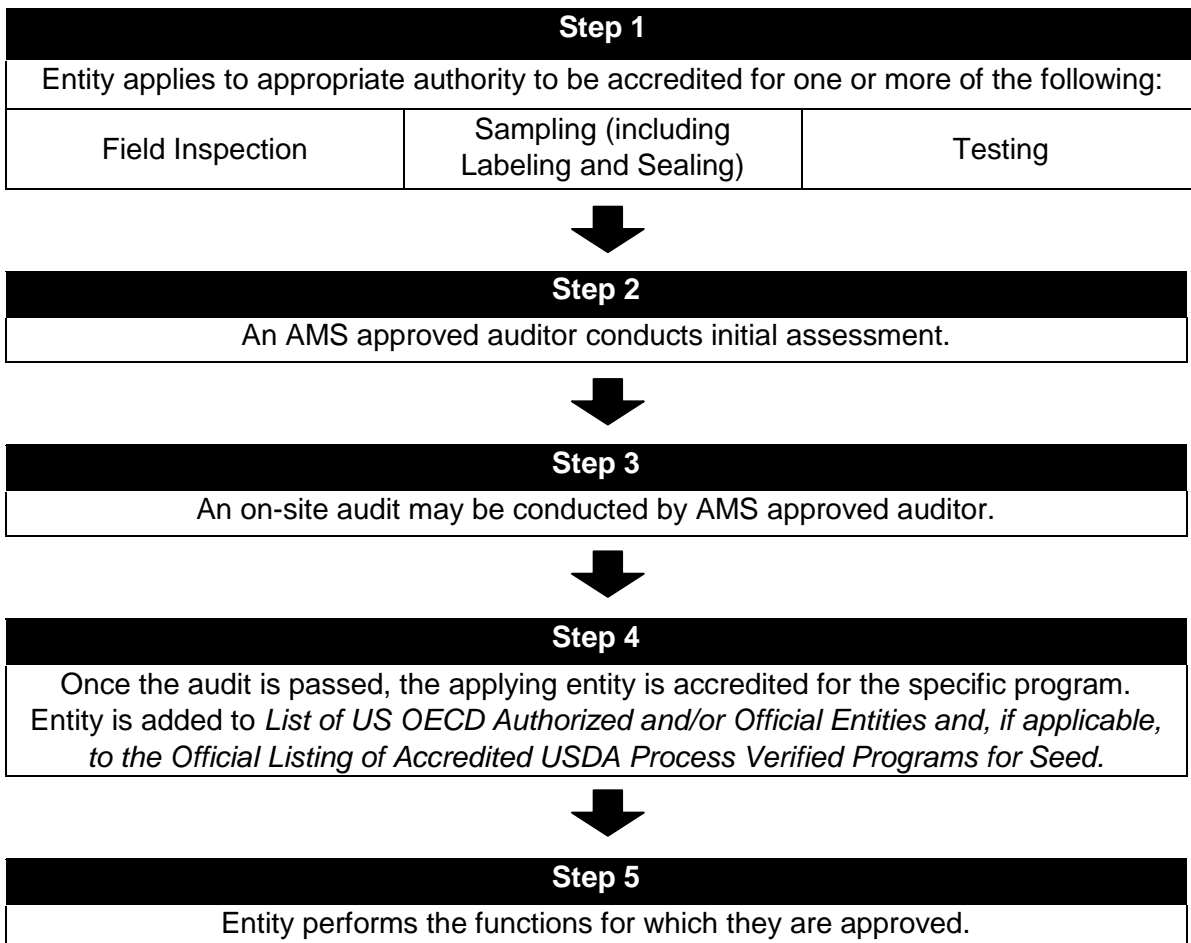 Step 1
Entity applies to appropriate authority to be accredited for one or more of the following:
Field Inspection
Sampling (including
Labeling and Sealing)
Testing
Step 2
An AMS approved auditor conducts initial assessment.
Step 3
An on-site audit may be conducted by AMS approved auditor.
Step 4
Once the audit is passed, the applying entity is accredited for the specific program.
Entity is added to List of US OECD Authorized and/or Official Entities and, if applicable,
to the Official Listing of Accredited USDA Process Verified Programs for Seed.
Step 5
Entity performs the functions for which they are approved.